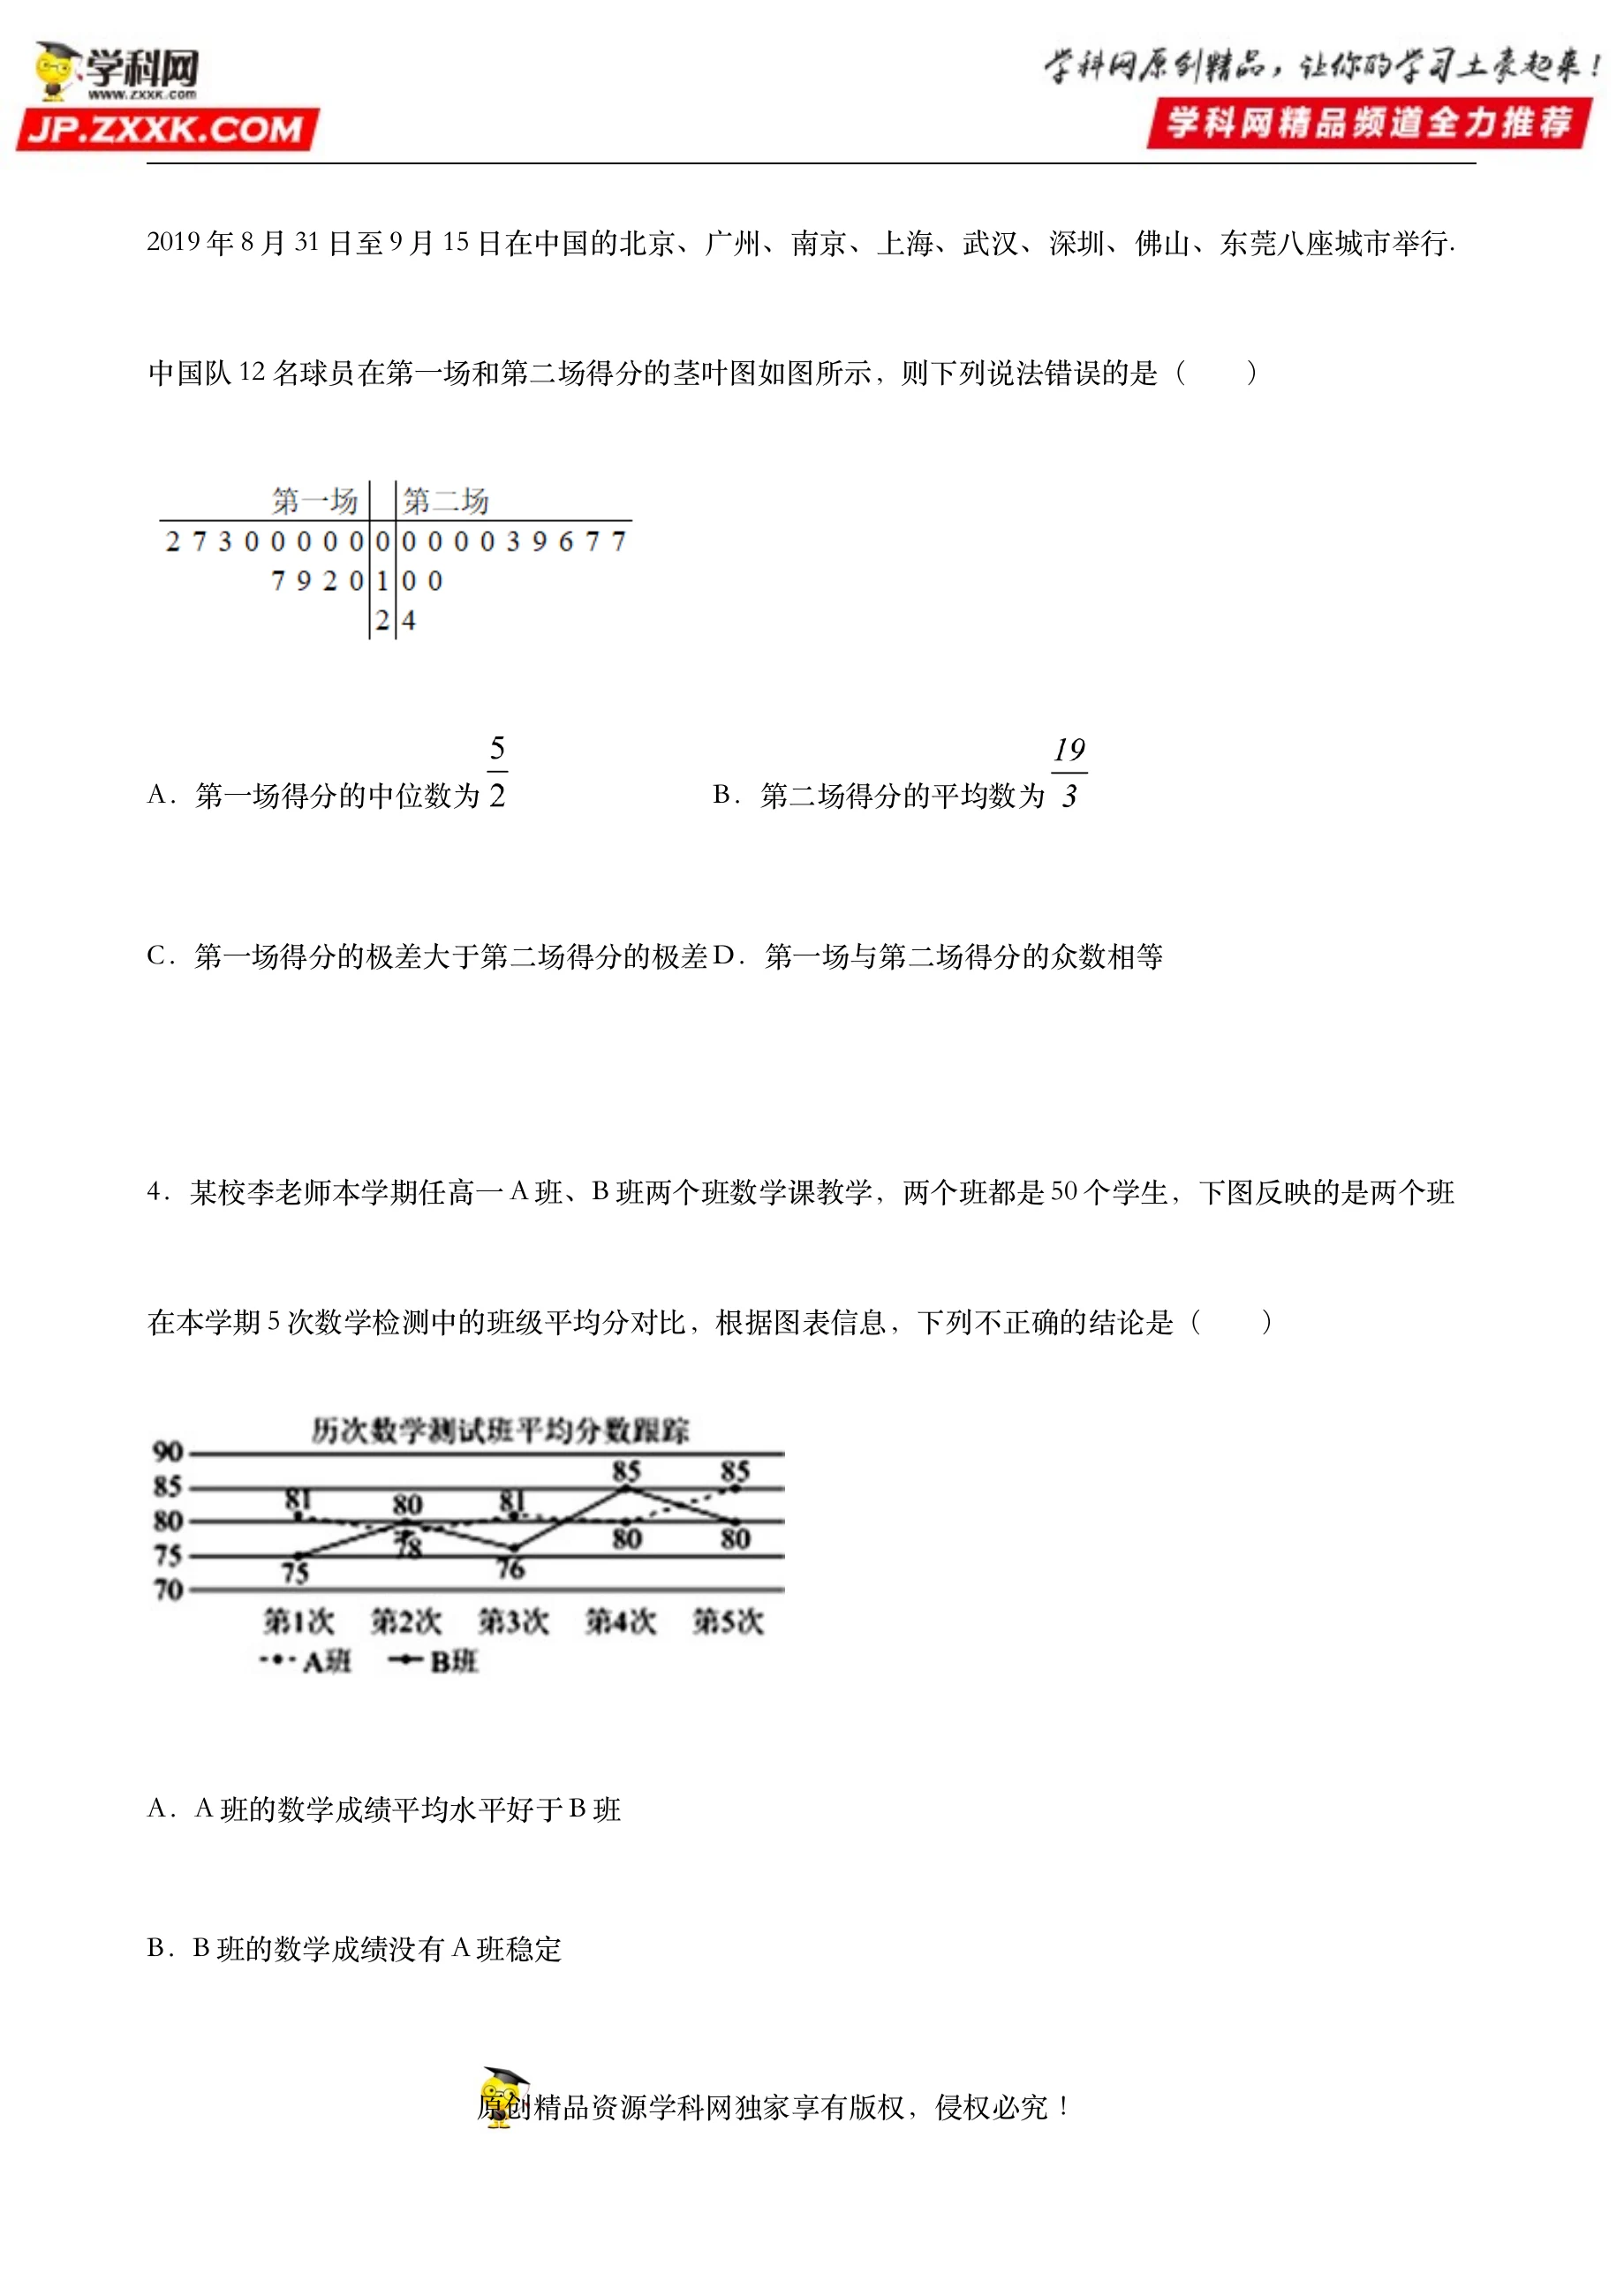 学科网
www.zxxk.com
JP.ZXXK.COM
学科网原创精品，让你的学习土豪起来！
学科网精品频道全力推荐
2019年8月31日至9月15日在中国的北京、广州、南京、上海、武汉、深圳、佛山、东莞八座城市举行.
中国队12名球员在第一场和第二场得分的茎叶图如图所示，则下列说法错误的是（　　）
第一场 第二场
2 7 3 0 0 0 0 0 0 0 0 0 0 3 9 6 7 7
7 9 2 0 1 0 0
2 4
A．第一场得分的中位数为 5/2 B．第二场得分的平均数为 19/3
C．第一场得分的极差大于第二场得分的极差 D．第一场与第二场得分的众数相等
4．某校李老师本学期任高一A班、B班两个班数学课教学，两个班都是50个学生，下图反映的是两个班
在本学期5次数学检测中的班级平均分对比，根据图表信息，下列不正确的结论是（　　）
历次数学测试班平均分数跟踪
90
85 85 85
81 80 81
80
78 80 80
75
75 76
70
第1次 第2次 第3次 第4次 第5次
A班 B班
A．A班的数学成绩平均水平好于B班
B．B班的数学成绩没有A班稳定
原创精品资源学科网独家享有版权，侵权必究！